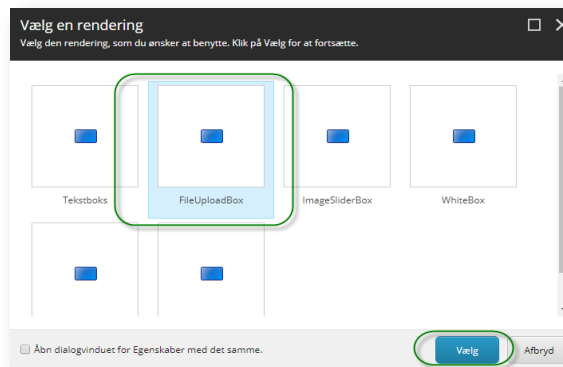 Vælg en rendering
Vælg den rendering, som du ønsker at benytte. Klik på Vælg for at fortsætte.
Tekstboks
FileUploadBox
ImageSliderBox
WhiteBox
Åbn dialogvinduet for Egenskaber med det samme.
Vælg
Afbryd